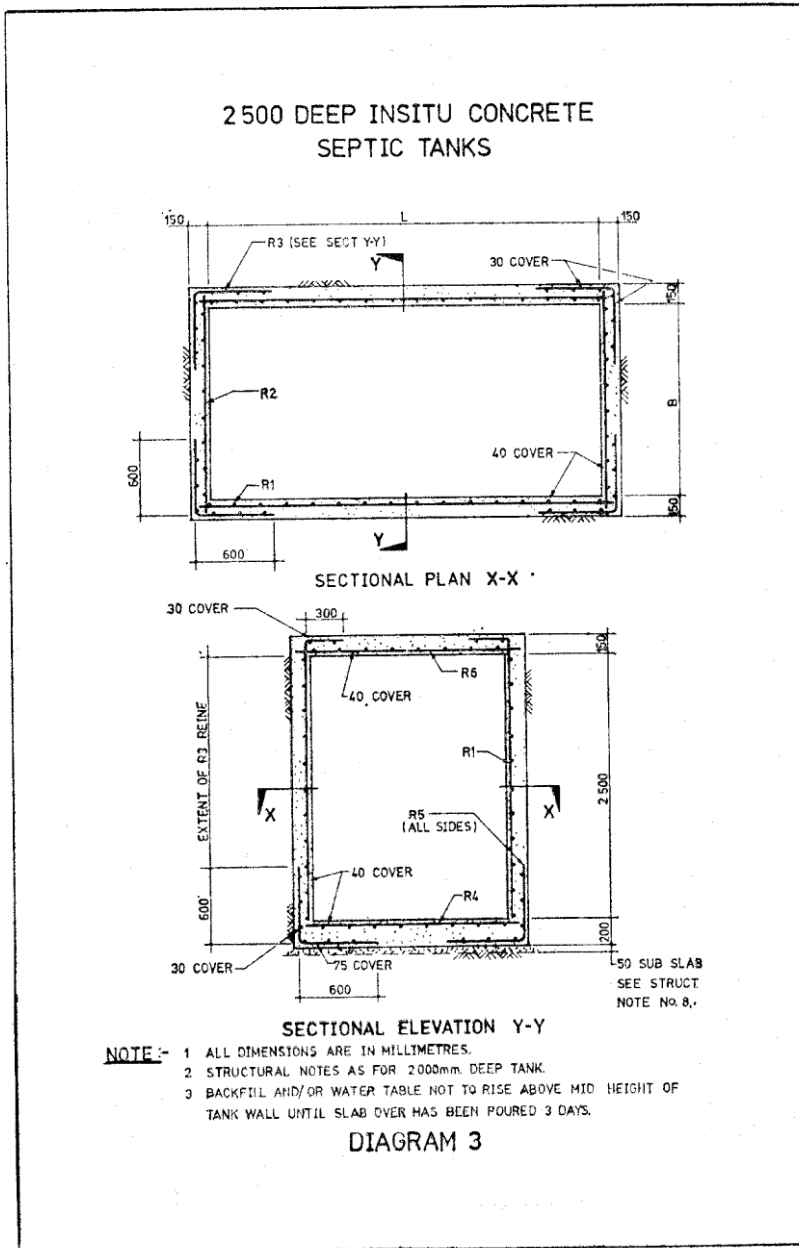 2500 DEEP INSITU CONCRETE
SEPTIC TANKS
150
L
150
R3 (SEE SECT Y-Y)
Y
30 COVER
150
R2
B
600
40 COVER
R1
150
Y
600
SECTIONAL PLAN X-X
30 COVER
300
150
R6
40 COVER
EXTENT OF R3 REINF
R1
2500
X
X
R5
(ALL SIDES)
40 COVER
R4
600
200
30 COVER
75 COVER
600
50 SUB SLAB
SEE STRUCT.
NOTE No. 8.
SECTIONAL ELEVATION Y-Y
NOTE:- 1 ALL DIMENSIONS ARE IN MILLIMETRES.
2 STRUCTURAL NOTES AS FOR 2000mm. DEEP TANK.
3 BACKFILL AND/OR WATER TABLE NOT TO RISE ABOVE MID HEIGHT OF
TANK WALL UNTIL SLAB OVER HAS BEEN POURED 3 DAYS.
DIAGRAM 3